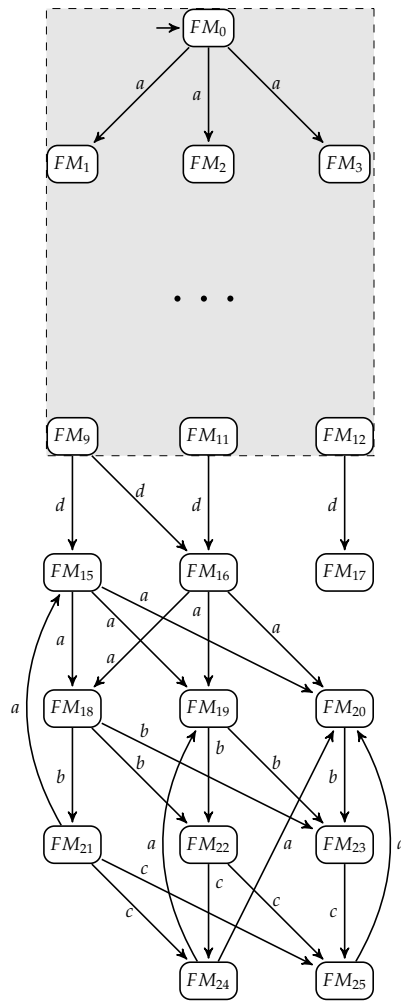 FM₀
a a a
FM₁ FM₂ FM₃
. . .
FM₉ FM₁₁ FM₁₂
d d d d
FM₁₅ FM₁₆ FM₁₇
a a a a a a
FM₁₈ FM₁₉ FM₂₀
a b b b b b b
FM₂₁ FM₂₂ FM₂₃
c c a c c c a a
FM₂₄ FM₂₅